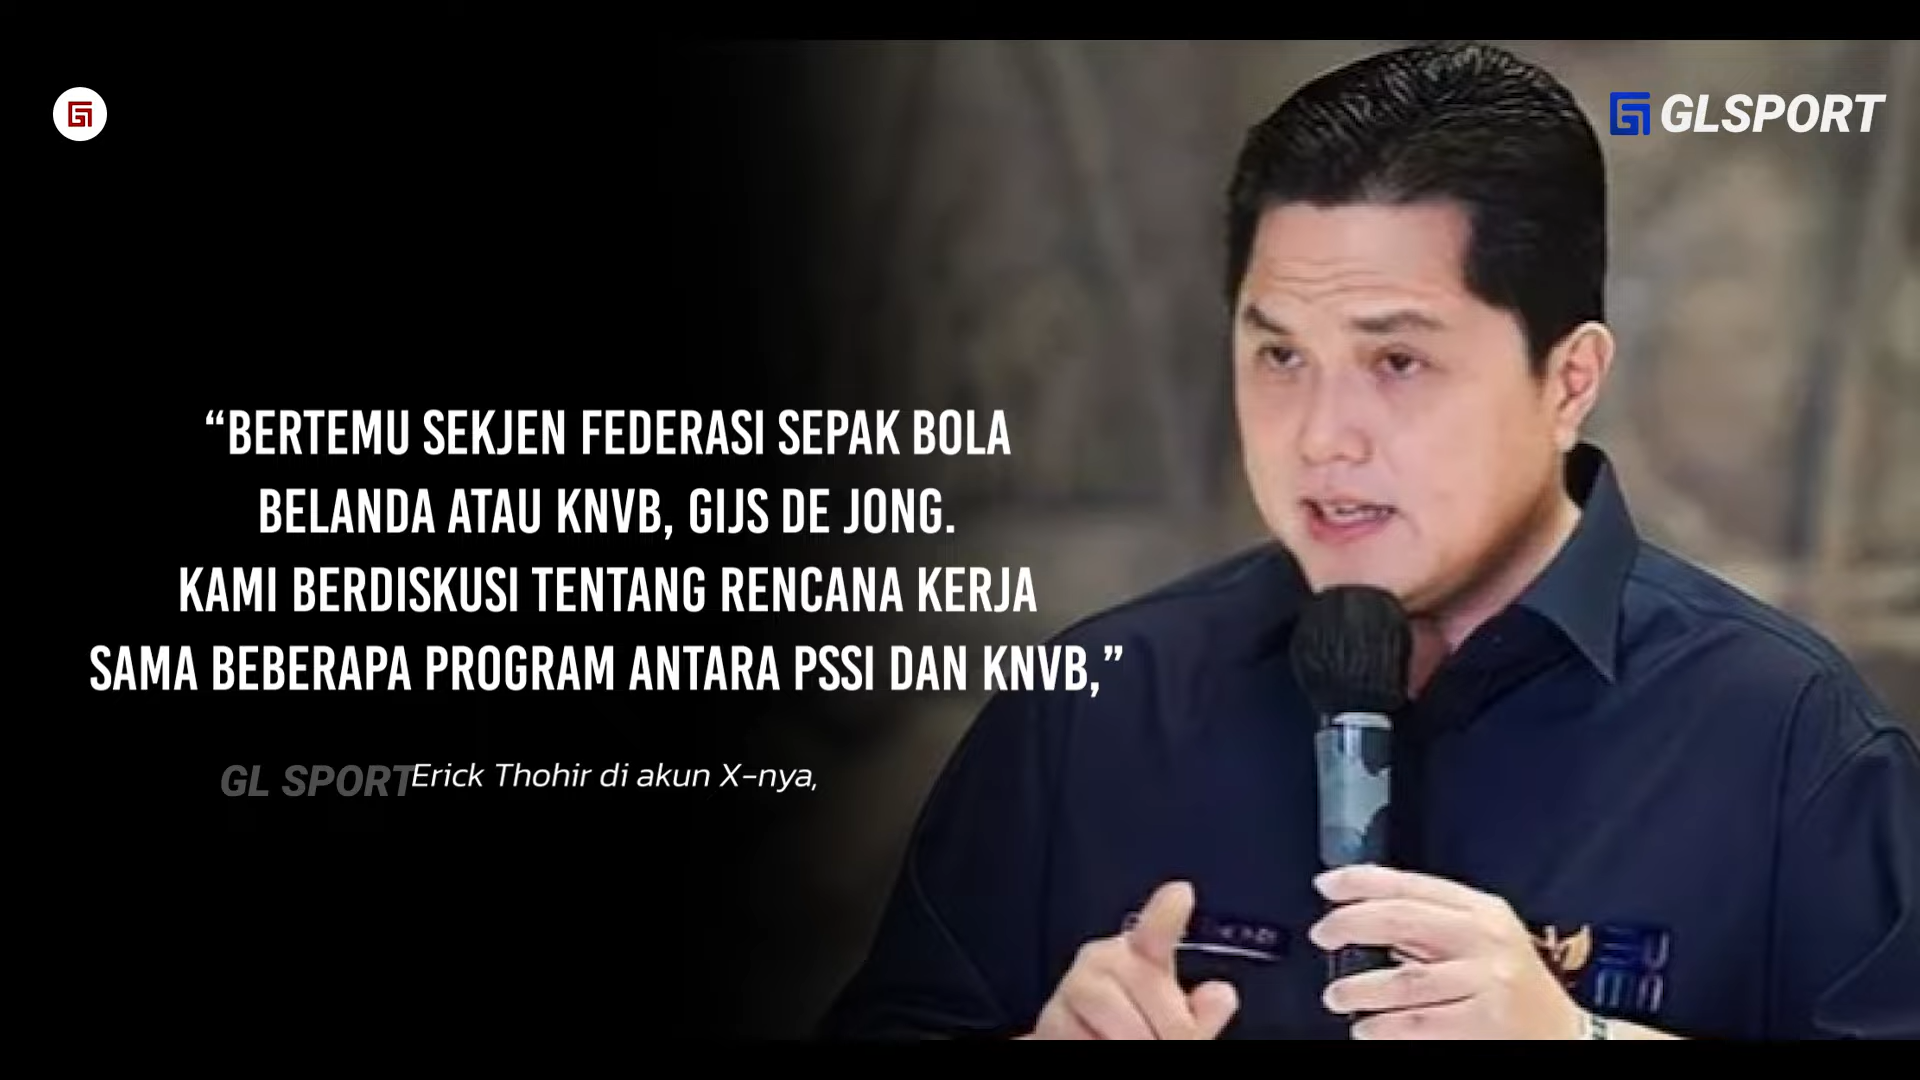 GLSPORT
“BERTEMU SEKJEN FEDERASI SEPAK BOLA
BELANDA ATAU KNVB, GIJS DE JONG.
KAMI BERDISKUSI TENTANG RENCANA KERJA
SAMA BEBERAPA PROGRAM ANTARA PSSI DAN KNVB,”
GL SPORT
Erick Thohir di akun X-nya,